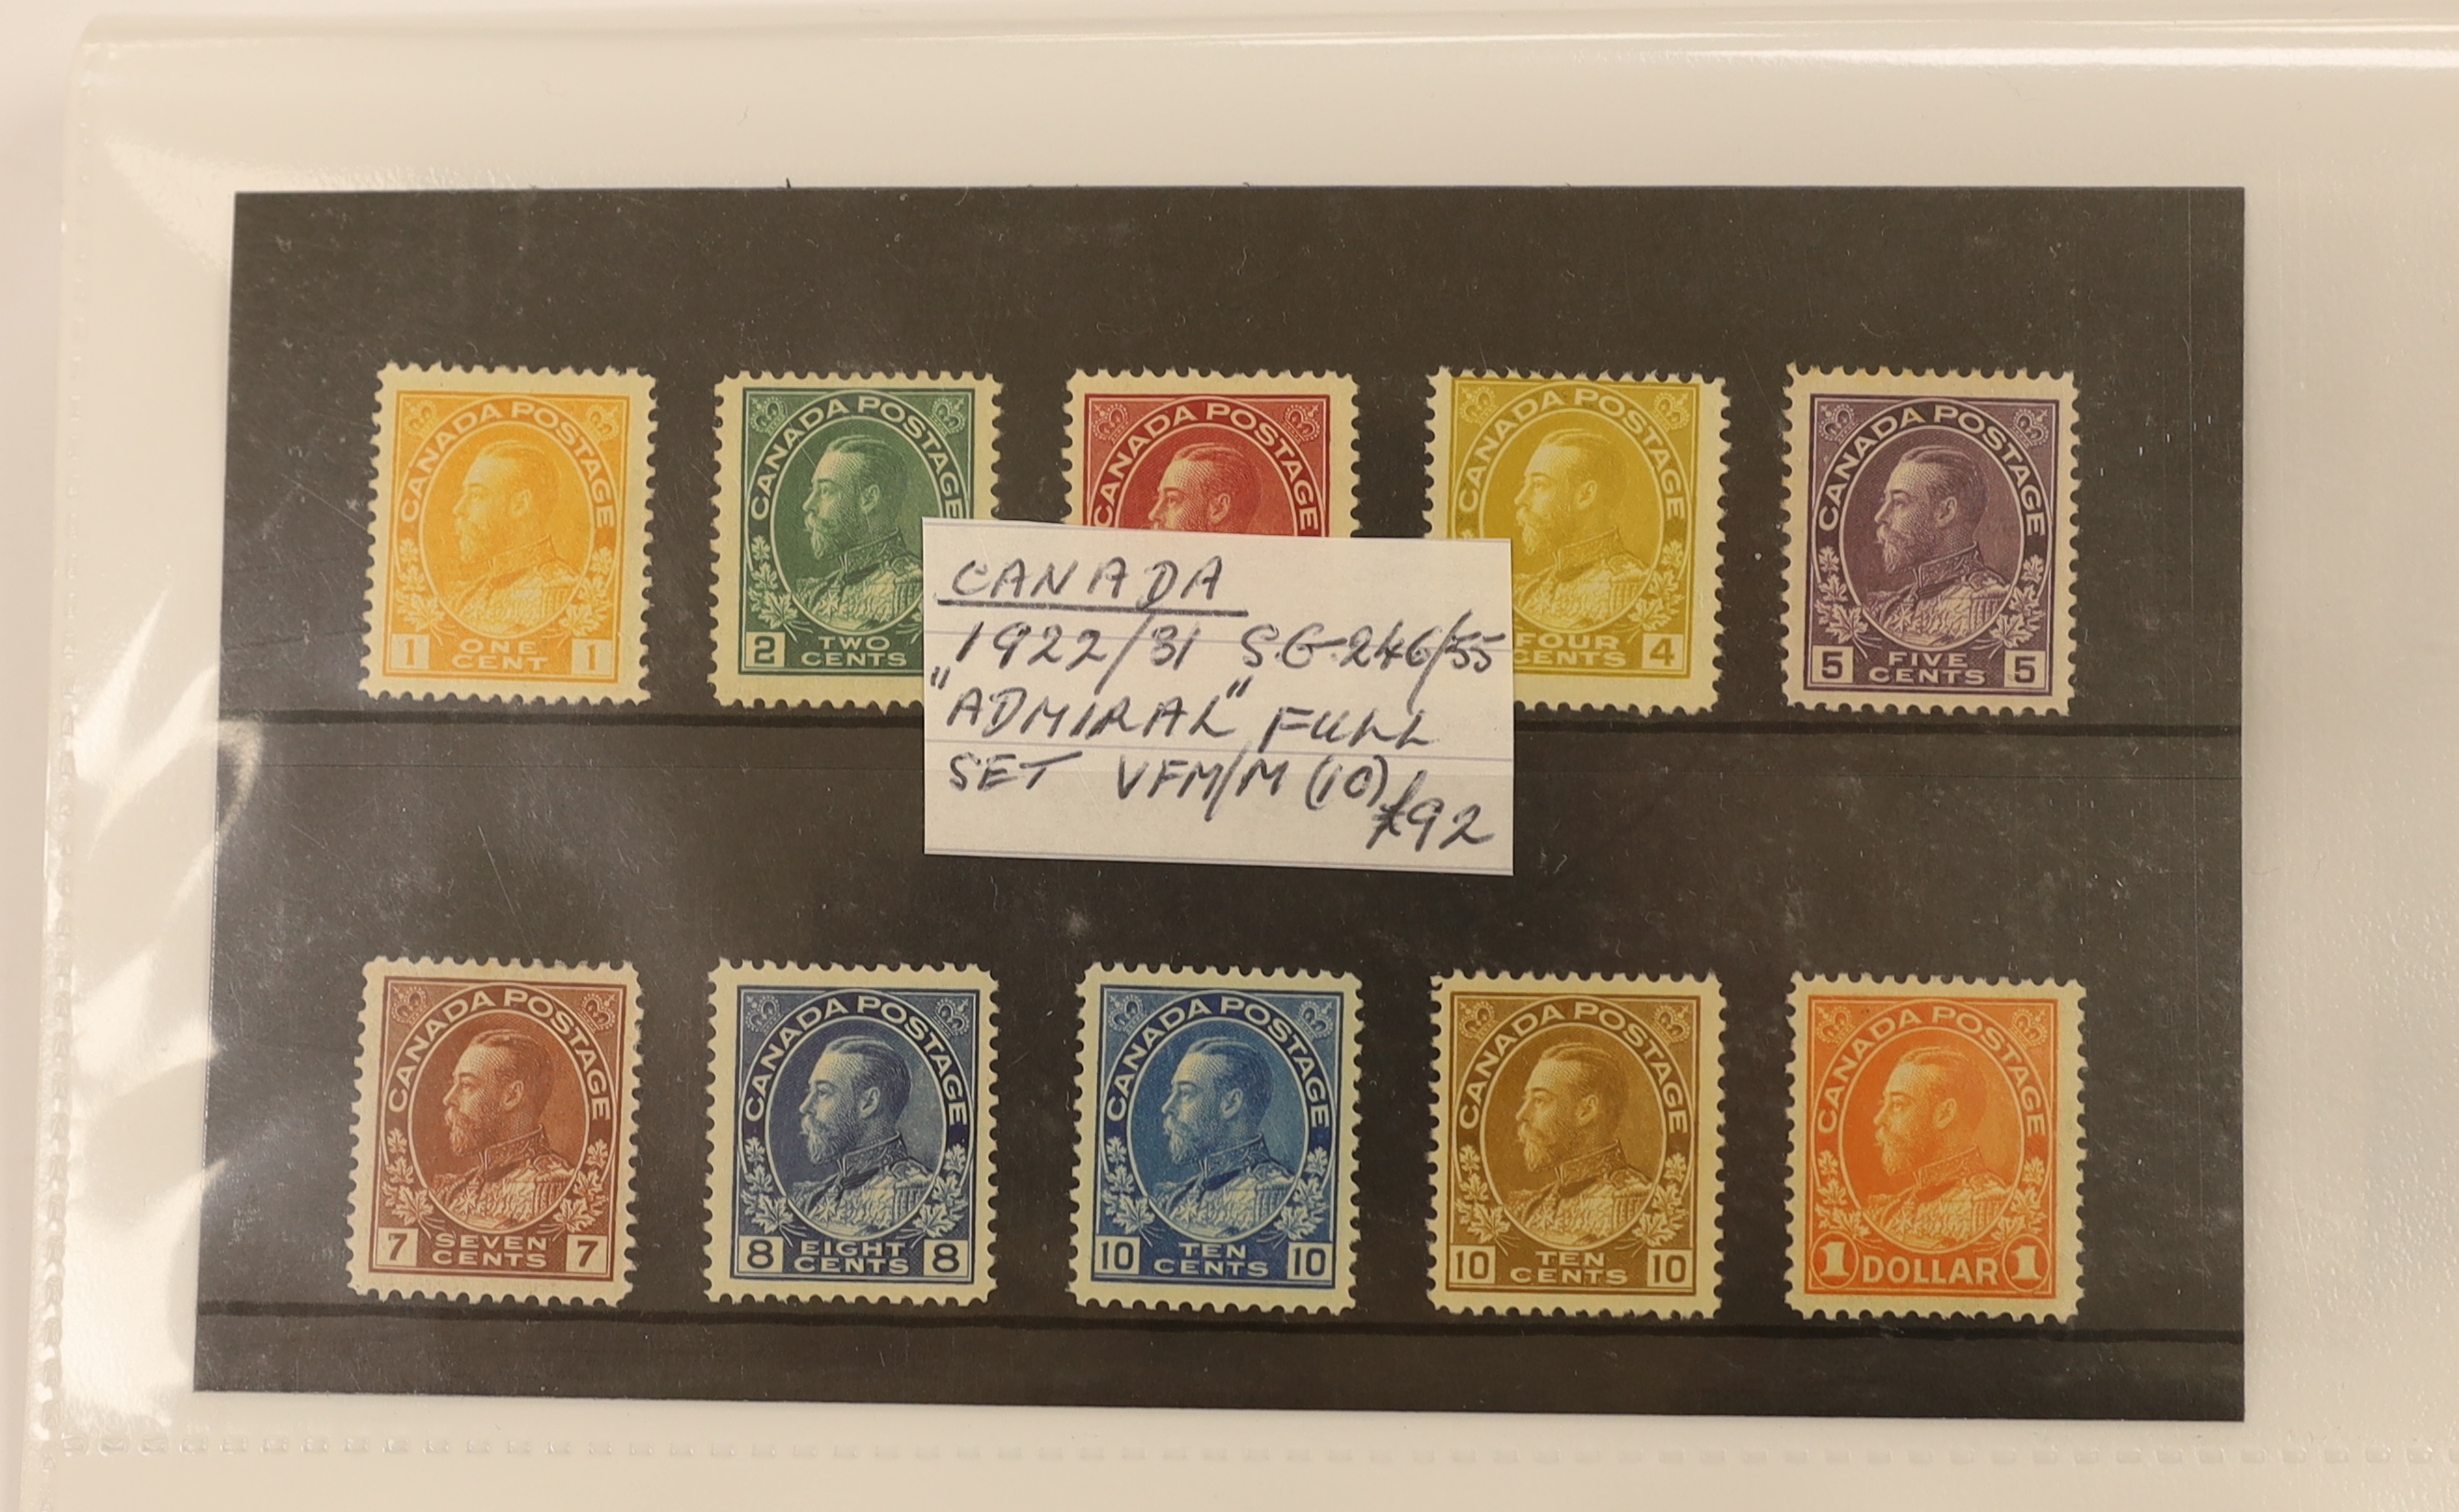 CANADA POSTAGE
1 ONE CENT 1
CANADA POSTAGE
2 TWO CENTS
CANADA POSTAGE
CANADA POSTAGE
FOUR CENTS 4
CANADA POSTAGE
5 FIVE CENTS 5
CANADA
1922/31 SG 246/55
"ADMIRAL" FULL
SET VFM/M (10) £92
CANADA POSTAGE
7 SEVEN CENTS 7
CANADA POSTAGE
8 EIGHT CENTS 8
CANADA POSTAGE
10 TEN CENTS 10
CANADA POSTAGE
10 TEN CENTS 10
CANADA POSTAGE
1 DOLLAR 1